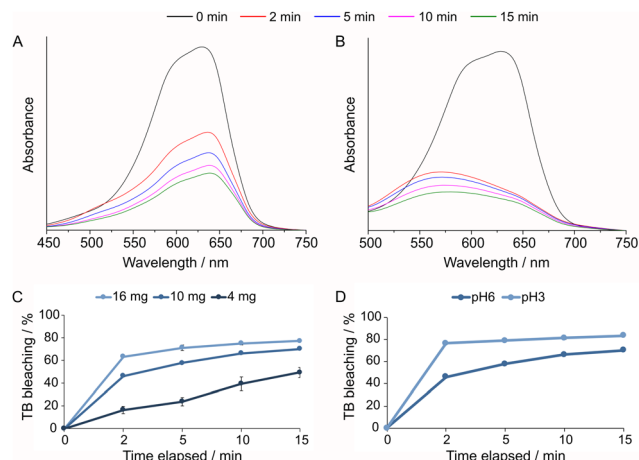 0 min 2 min 5 min 10 min 15 min
A
Absorbance
450 500 550 600 650 700 750
Wavelength / nm
B
Absorbance
500 550 600 650 700 750
Wavelength / nm
C
16 mg 10 mg 4 mg
TB bleaching / %
100
80
60
40
20
0
0 2 5 10 15
Time elapsed / min
D
pH6 pH3
TB bleaching / %
100
80
60
40
20
0
0 2 5 10 15
Time elapsed / min